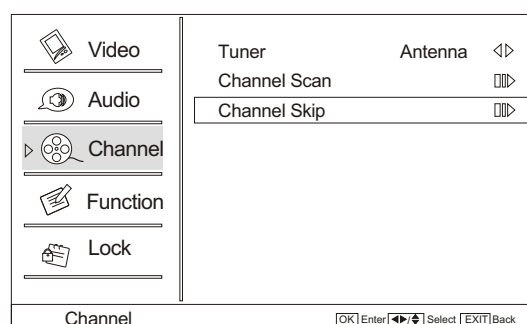 Video
Audio
Channel
Function
Lock
Tuner Antenna
Channel Scan
Channel Skip
Channel OK Enter / Select EXIT Back